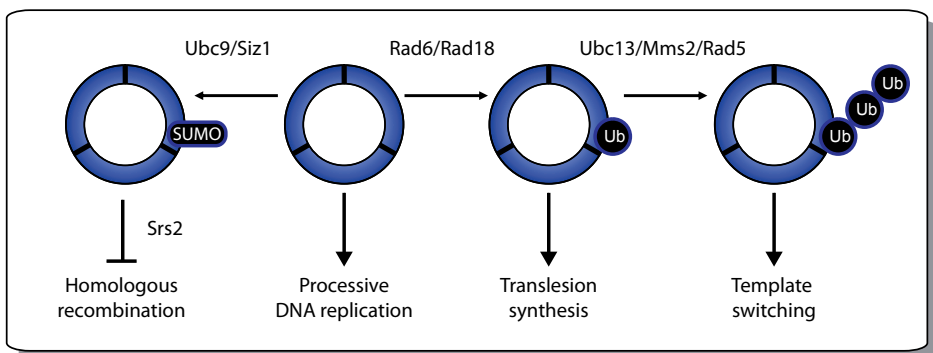 Ubc9/Siz1
Rad6/Rad18
Ubc13/Mms2/Rad5
SUMO
Ub
Ub
Ub
Ub
Srs2
Homologous
recombination
Processive
DNA replication
Translesion
synthesis
Template
switching